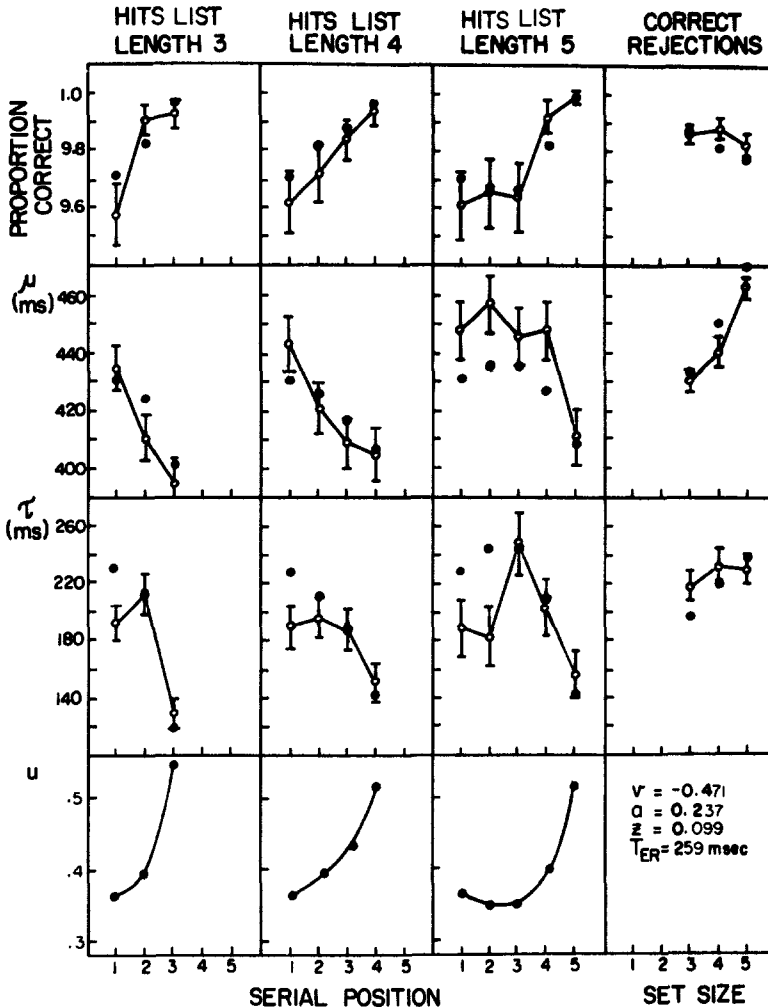 HITS LIST LENGTH 3
HITS LIST LENGTH 4
HITS LIST LENGTH 5
CORRECT REJECTIONS
PROPORTION CORRECT
1.0
9.8
9.6
μ (ms)
460
440
420
400
τ (ms)
260
220
180
140
u
.5
.4
.3
v = -0.471
a = 0.237
z = 0.099
TER = 259 msec
1 2 3 4 5
1 2 3 4 5
1 2 3 4 5
1 2 3 4 5
SERIAL POSITION
SET SIZE